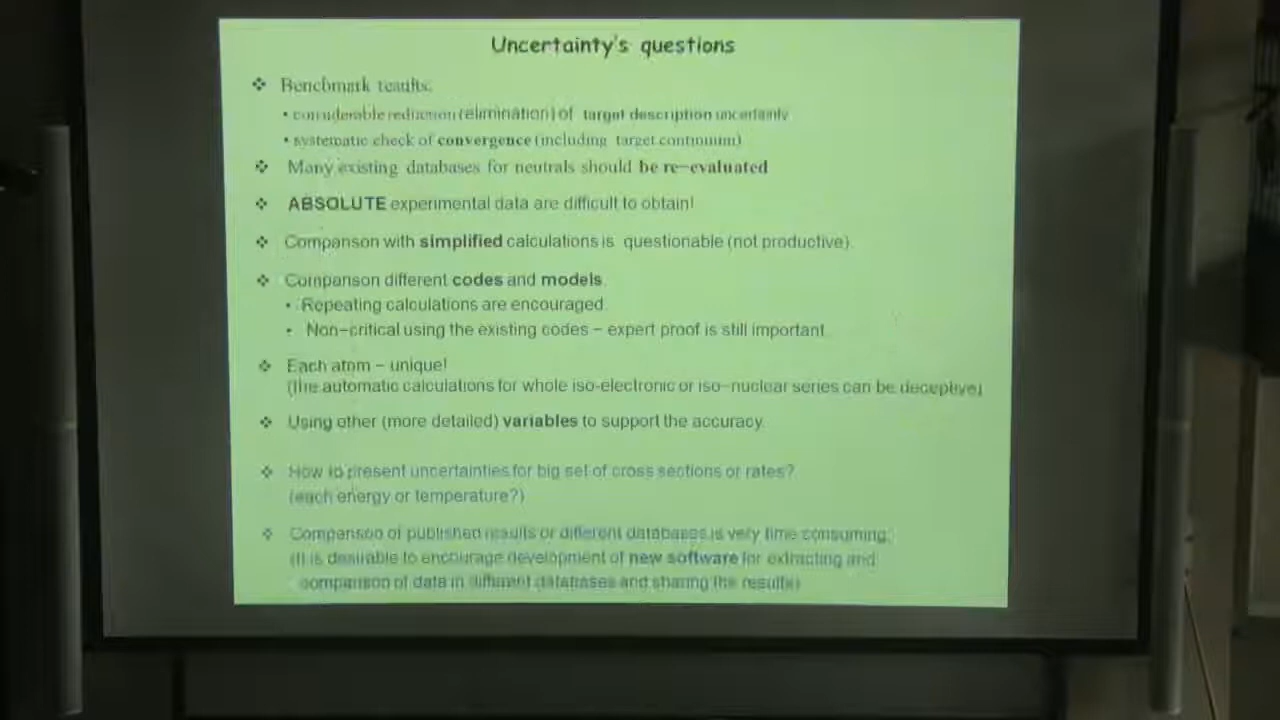 Uncertainty's questions
❖ Benchmark results:
• considerable reduction (elimination) of target description uncertainty
• systematic check of convergence (including target continuum)
❖ Many existing databases for neutrals should be re-evaluated
❖ ABSOLUTE experimental data are difficult to obtain!
❖ Comparison with simplified calculations is questionable (not productive).
❖ Comparison different codes and models.
• Repeating calculations are encouraged.
• Non-critical using the existing codes – expert proof is still important.
❖ Each atom – unique!
(the automatic calculations for whole iso-electronic or iso-nuclear series can be deceptive)
❖ Using other (more detailed) variables to support the accuracy.
❖ How to present uncertainties for big set of cross sections or rates?
(each energy or temperature?)
❖ Comparison of published results or different databases is very time consuming.
(It is desirable to encourage development of new software for extracting and
comparison of data in different databases and sharing the results)